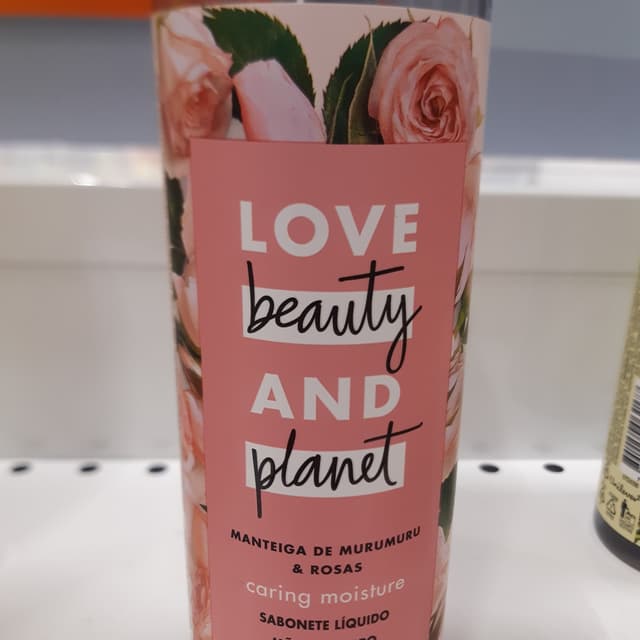 LOVE
beauty
AND
planet
MANTEIGA DE MURUMURU
& ROSAS
caring moisture
SABONETE LÍQUIDO